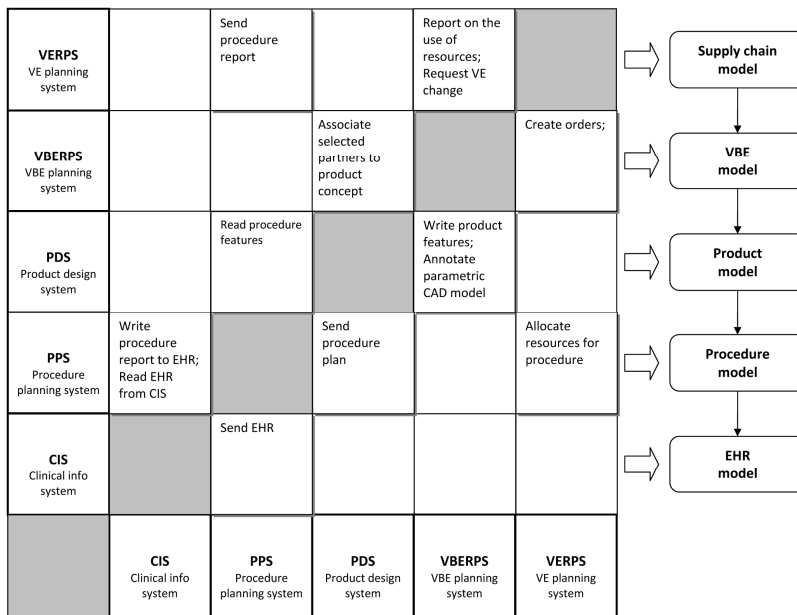 VERPS
VE planning
system
Send
procedure
report
Report on the
use of
resources;
Request VE
change
Supply chain
model
VBERPS
VBE planning
system
Associate
selected
partners to
product
concept
Create orders;
VBE
model
PDS
Product design
system
Read procedure
features
Write product
features;
Annotate
parametric
CAD model
Product
model
PPS
Procedure
planning system
Write
procedure
report to EHR;
Read EHR
from CIS
Send
procedure
plan
Allocate
resources for
procedure
Procedure
model
CIS
Clinical info
system
Send EHR
EHR
model
CIS
Clinical info
system
PPS
Procedure
planning system
PDS
Product design
system
VBERPS
VBE planning
system
VERPS
VE planning
system